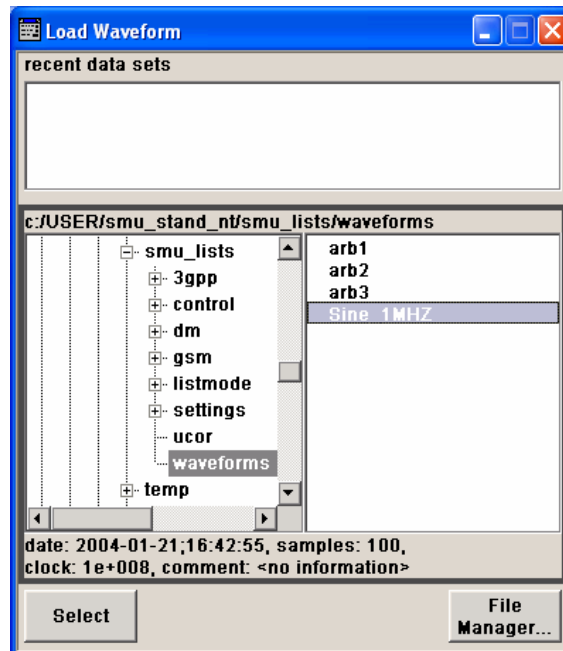 Load Waveform
recent data sets
c:/USER/smu_stand_nt/smu_lists/waveforms
smu_lists
3gpp
control
dm
gsm
listmode
settings
ucor
waveforms
temp
arb1
arb2
arb3
Sine_1MHZ
date: 2004-01-21;16:42:55, samples: 100,
clock: 1e+008, comment: <no information>
Select
File
Manager...